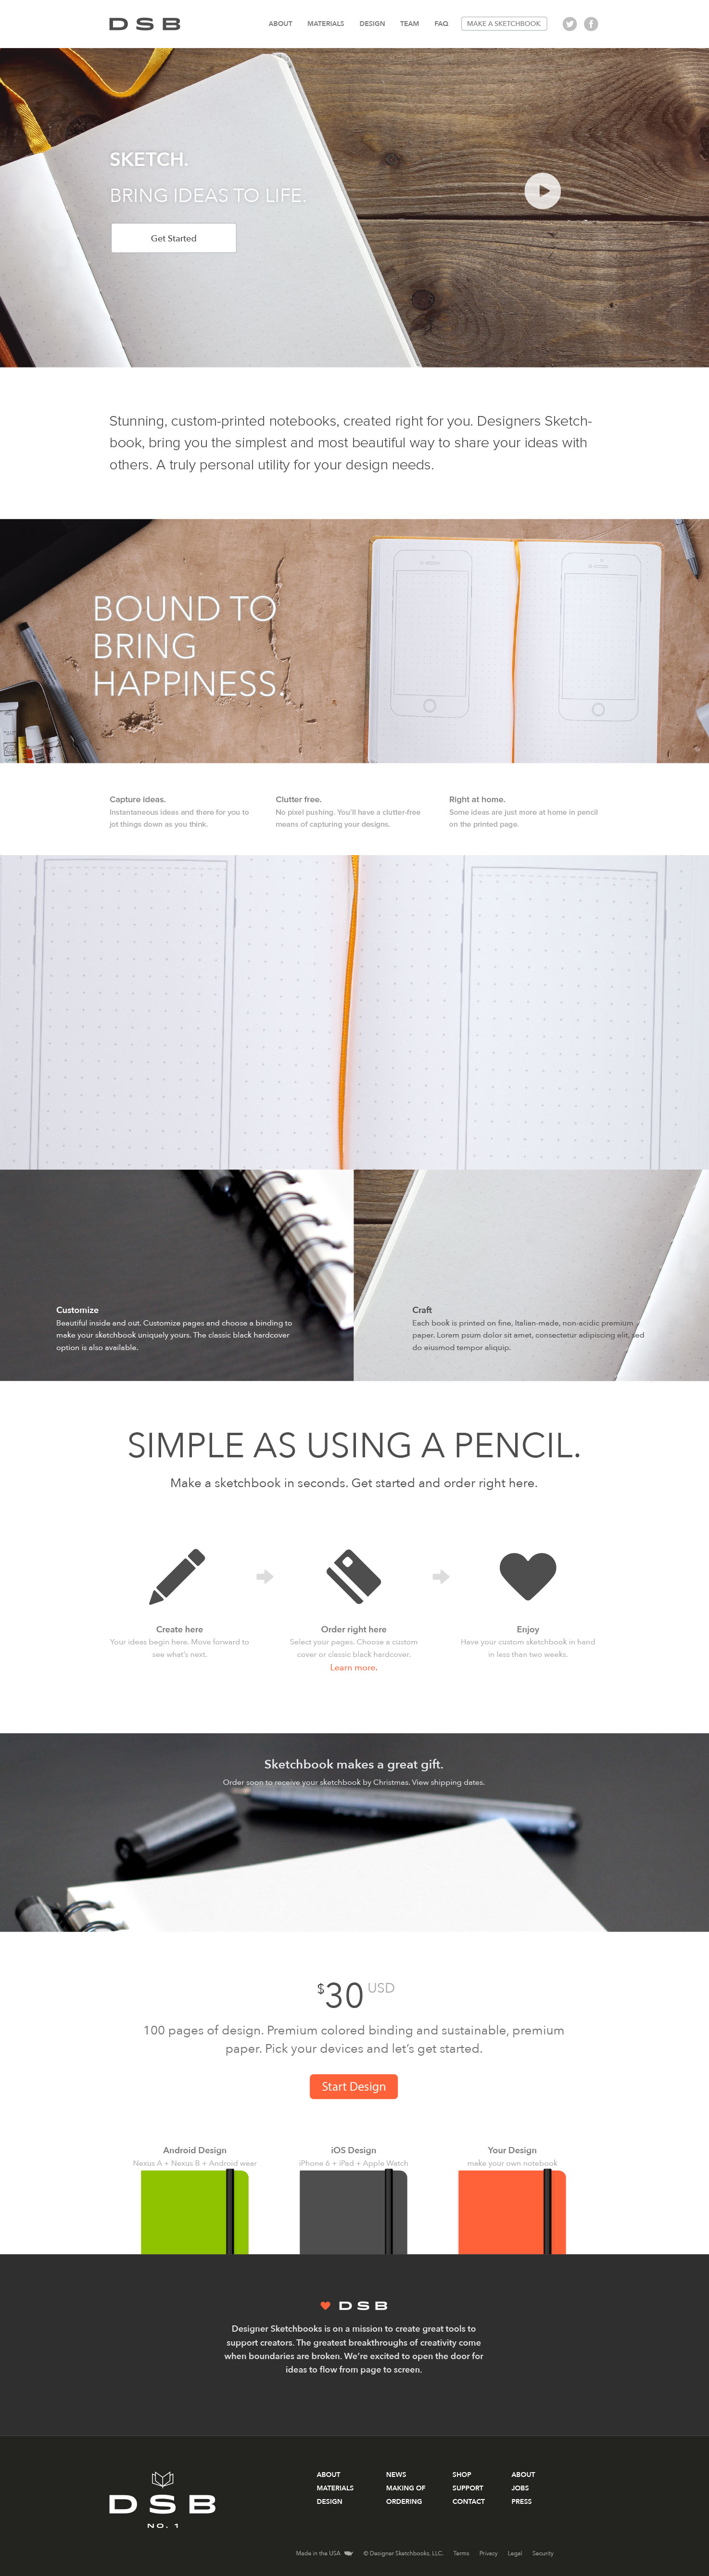 DSB
ABOUT MATERIALS DESIGN TEAM FAQ MAKE A SKETCHBOOK
SKETCH.
BRING IDEAS TO LIFE.
Get Started
Stunning, custom-printed notebooks, created right for you. Designers Sketch-
book, bring you the simplest and most beautiful way to share your ideas with
others. A truly personal utility for your design needs.
BOUND TO
BRING
HAPPINESS.
Capture ideas.
Instantaneous ideas and there for you to
jot things down as you think.
Clutter free.
No pixel pushing. You'll have a clutter-free
means of capturing your designs.
Right at home.
Some ideas are just more at home in pencil
on the printed page.
Customize
Beautiful inside and out. Customize pages and choose a binding to
make your sketchbook uniquely yours. The classic black hardcover
option is also available.
Craft
Each book is printed on fine, Italian-made, non-acidic premium
paper. Lorem psum dolor sit amet, consectetur adipiscing elit, sed
do eiusmod tempor aliquip.
SIMPLE AS USING A PENCIL.
Make a sketchbook in seconds. Get started and order right here.
Create here
Your ideas begin here. Move forward to
see what's next.
Order right here
Select your pages. Choose a custom
cover or classic black hardcover.
Learn more.
Enjoy
Have your custom sketchbook in hand
in less than two weeks.
Sketchbook makes a great gift.
Order soon to receive your sketchbook by Christmas. View shipping dates.
$30 USD
100 pages of design. Premium colored binding and sustainable, premium
paper. Pick your devices and let's get started.
Start Design
Android Design
Nexus A + Nexus B + Android wear
iOS Design
iPhone 6 + iPad + Apple Watch
Your Design
make your own notebook
DSB
Designer Sketchbooks is on a mission to create great tools to
support creators. The greatest breakthroughs of creativity come
when boundaries are broken. We're excited to open the door for
ideas to flow from page to screen.
DSB
NO. 1
ABOUT NEWS SHOP ABOUT
MATERIALS MAKING OF SUPPORT JOBS
DESIGN ORDERING CONTACT PRESS
Made in the USA © Designer Sketchbooks, LLC. Terms Privacy Legal Security